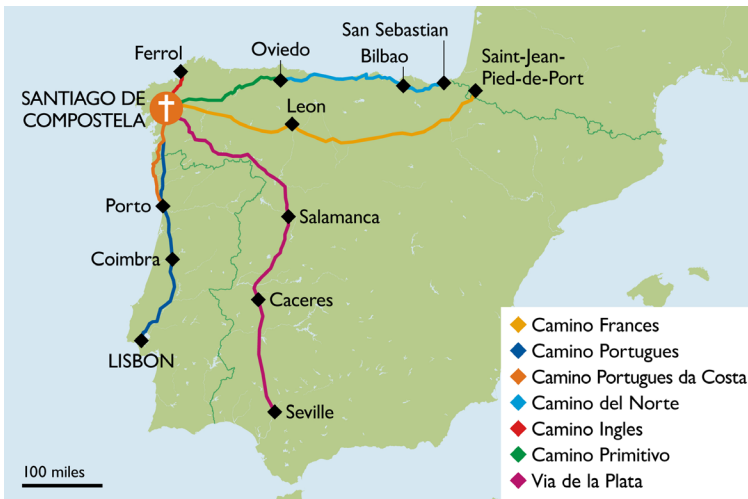 San Sebastian
Ferrol
Oviedo
Bilbao
Saint-Jean-
Pied-de-Port
SANTIAGO DE
COMPOSTELA
Leon
Porto
Salamanca
Coimbra
Caceres
LISBON
Seville
Camino Frances
Camino Portugues
Camino Portugues da Costa
Camino del Norte
Camino Ingles
Camino Primitivo
Via de la Plata
100 miles